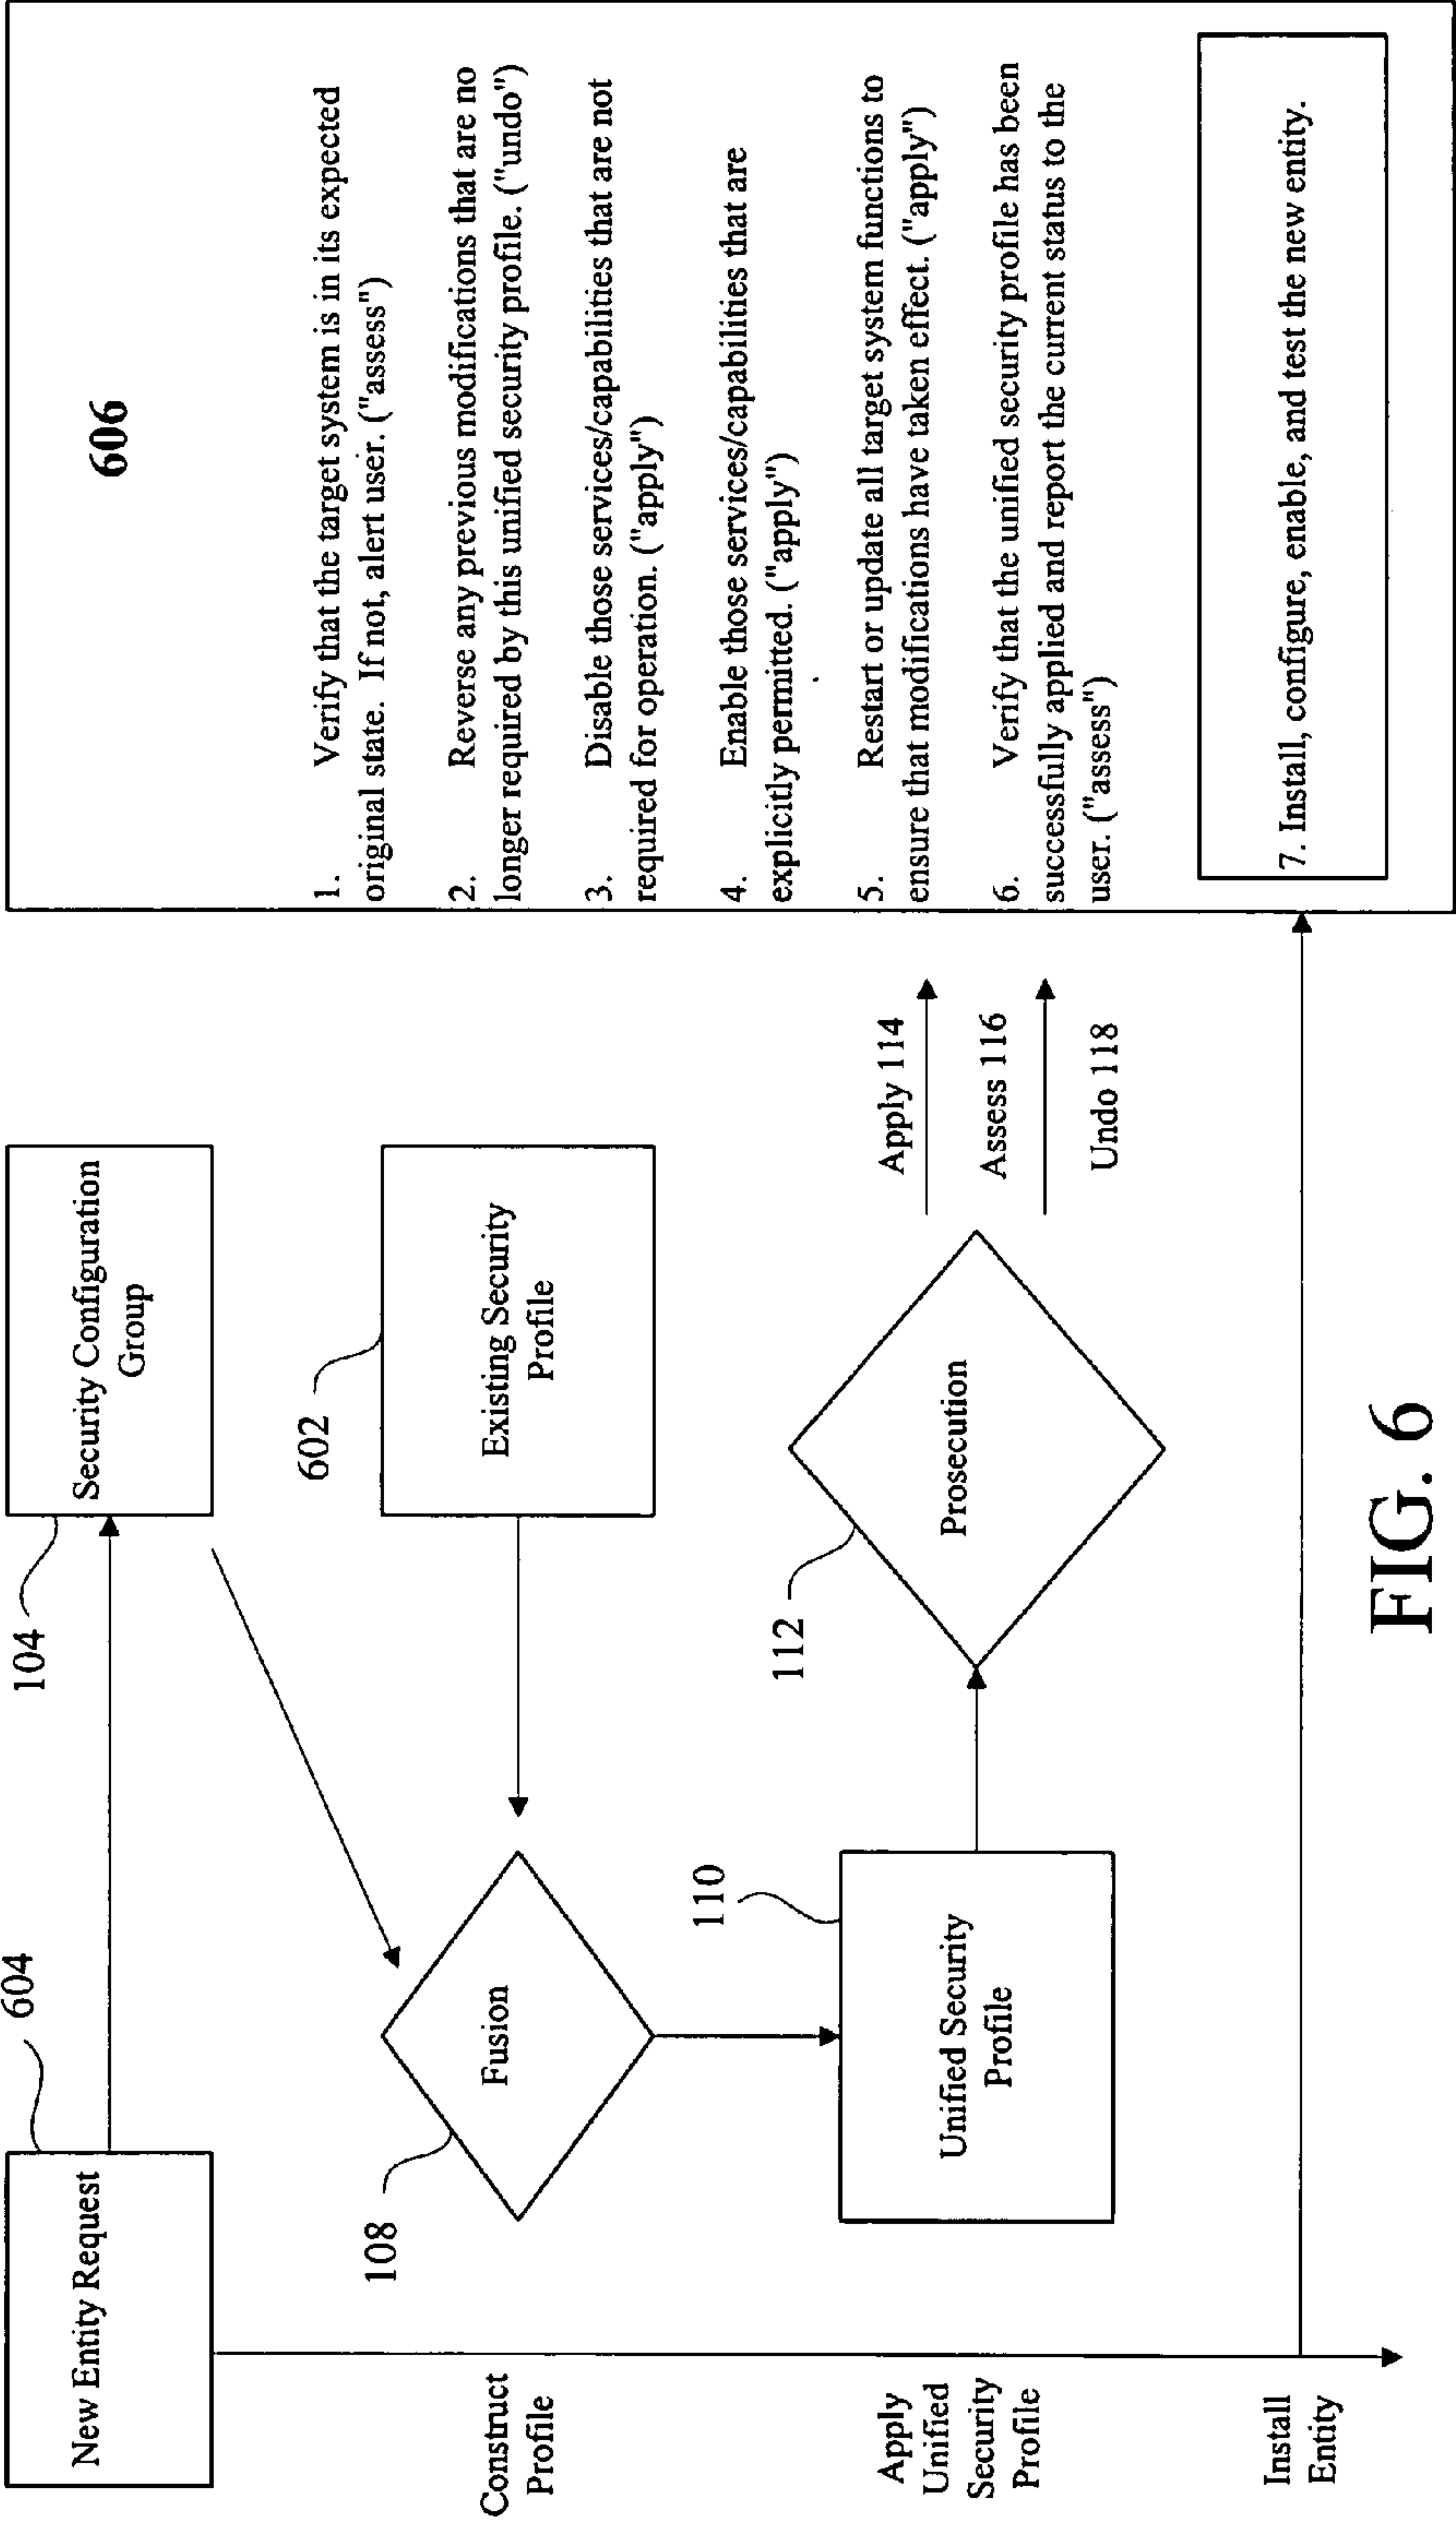 604
New Entity Request
104
Security Configuration
Group
Construct
Profile
108
Fusion
602
Existing Security
Profile
Apply
Unified
Security
Profile
110
Unified Security
Profile
112
Prosecution
Apply 114
Assess 116
Undo 118
Install
Entity
606
1. Verify that the target system is in its expected
original state. If not, alert user. ("assess")
2. Reverse any previous modifications that are no
longer required by this unified security profile. ("undo")
3. Disable those services/capabilities that are not
required for operation. ("apply")
4. Enable those services/capabilities that are
explicitly permitted. ("apply")
5. Restart or update all target system functions to
ensure that modifications have taken effect. ("apply")
6. Verify that the unified security profile has been
successfully applied and report the current status to the
user. ("assess")
7. Install, configure, enable, and test the new entity.
FIG. 6